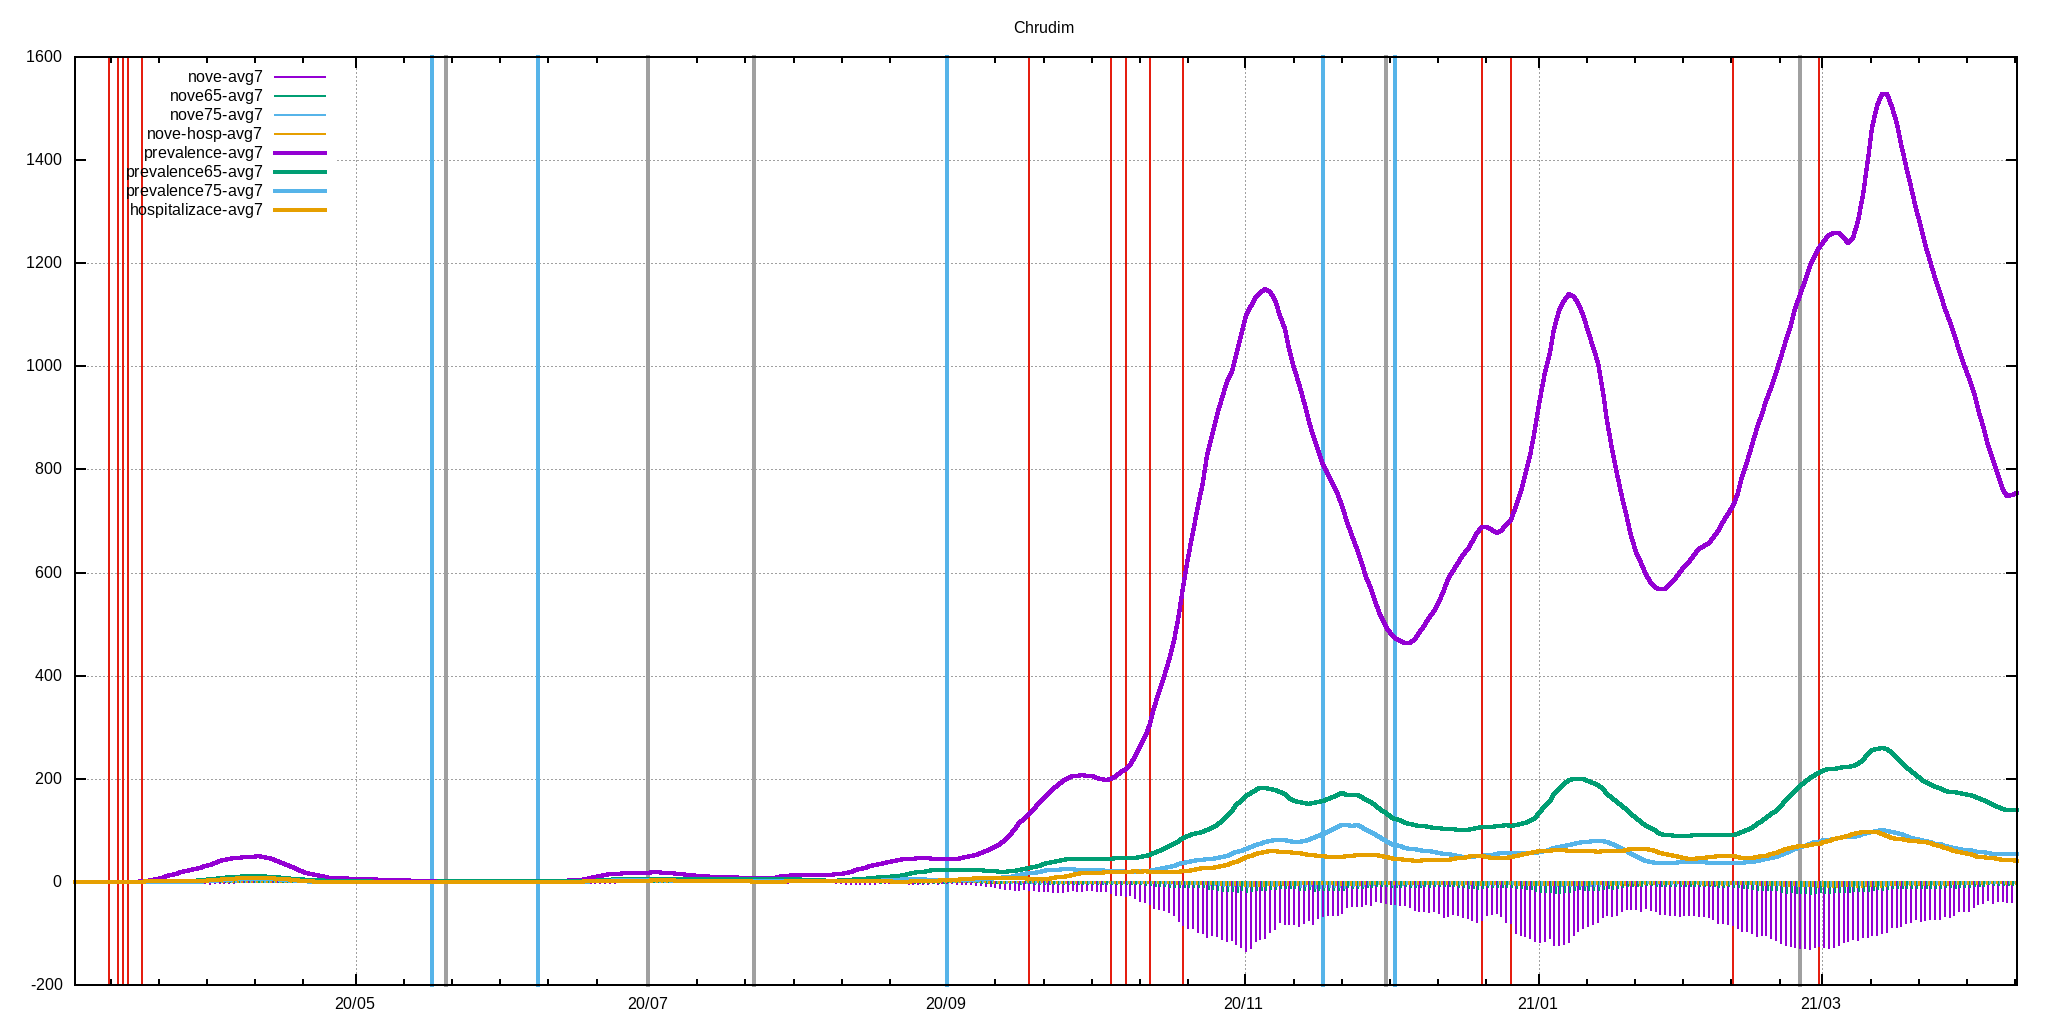 Chrudim
1600
1400
1200
1000
800
600
400
200
0
-200
nove-avg7
nove65-avg7
nove75-avg7
nove-hosp-avg7
prevalence-avg7
prevalence65-avg7
prevalence75-avg7
hospitalizace-avg7
20/05 20/07 20/09 20/11 21/01 21/03